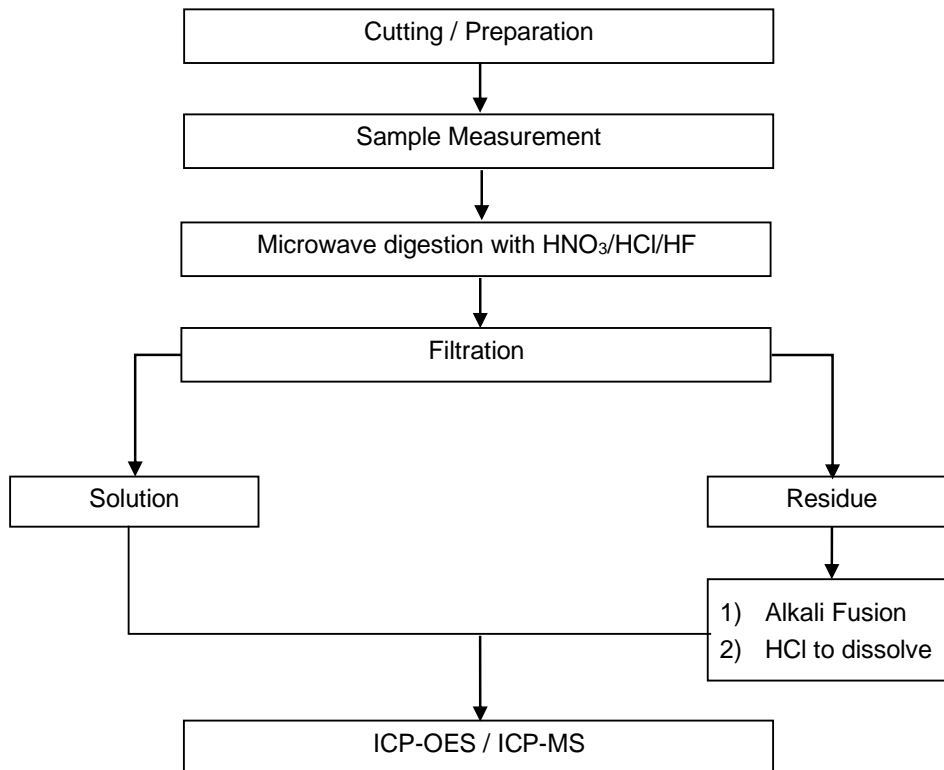 Cutting / Preparation
Sample Measurement
Microwave digestion with HNO₃/HCl/HF
Filtration
Solution
Residue
1) Alkali Fusion
2) HCl to dissolve
ICP-OES / ICP-MS